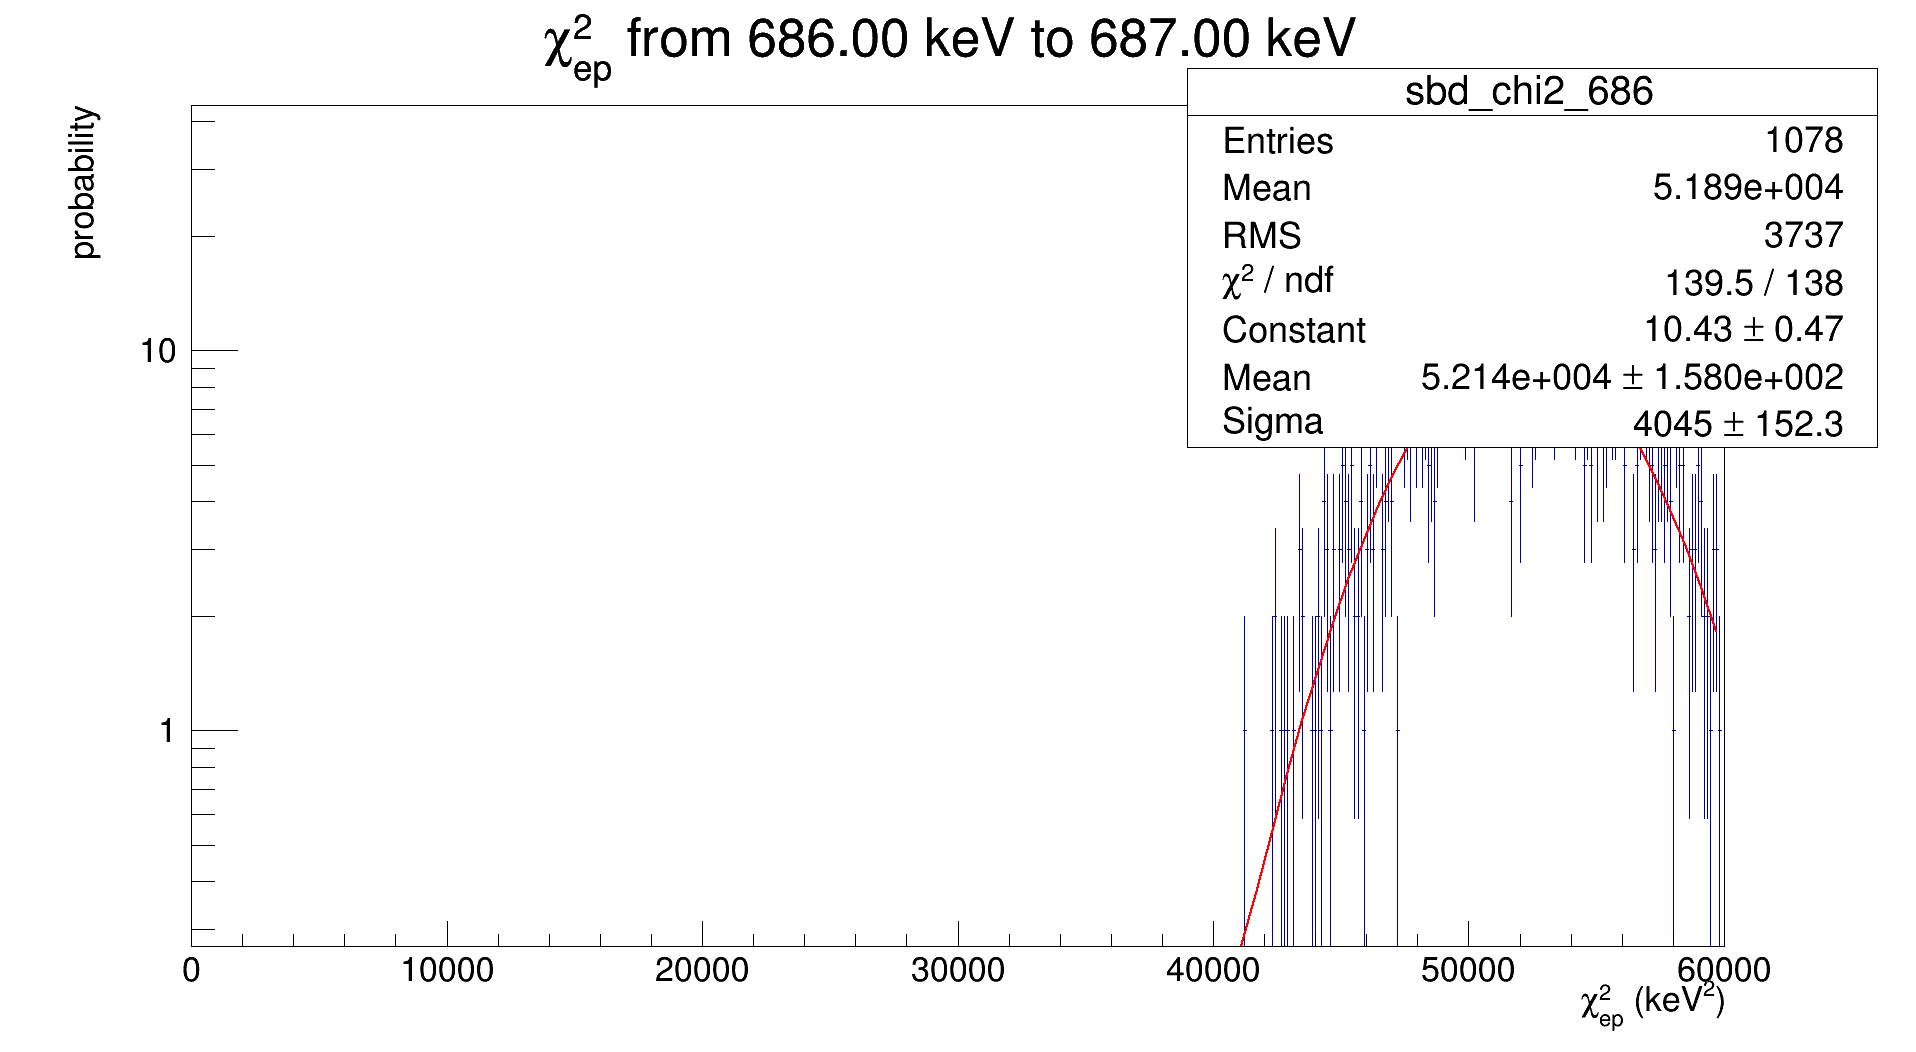 χ²ep from 686.00 keV to 687.00 keV
sbd_chi2_686
Entries 1078
Mean 5.189e+004
RMS 3737
χ² / ndf 139.5 / 138
Constant 10.43 ± 0.47
Mean 5.214e+004 ± 1.580e+002
Sigma 4045 ± 152.3
probability
10
1
0 10000 20000 30000 40000 50000 60000
χ²ep (keV²)